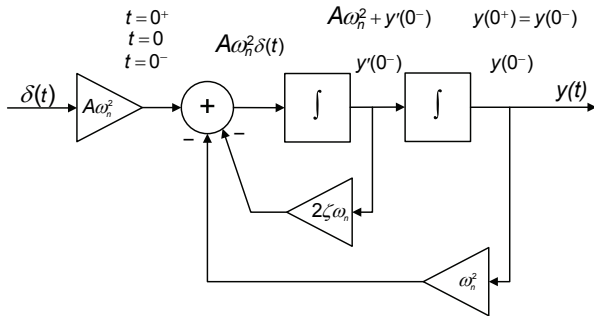 t = 0⁺
t = 0
t = 0⁻
Aωₙ²δ(t)
Aωₙ² + y′(0⁻)
y′(0⁻)
y(0⁺) = y(0⁻)
y(0⁻)
δ(t)
Aωₙ²
+
∫
∫
y(t)
−
−
2ζωₙ
ωₙ²